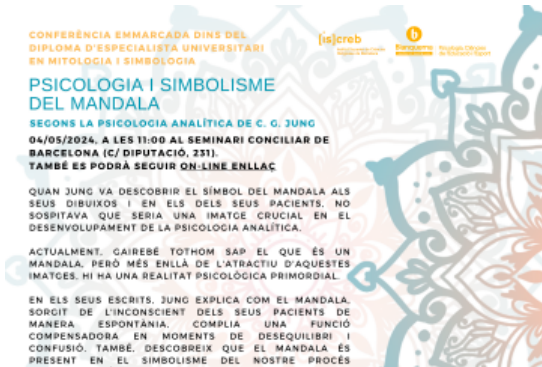 CONFERÈNCIA EMMARCADA DINS DEL
DIPLOMA D'ESPECIALISTA UNIVERSITARI
EN MITOLOGIA I SIMBOLOGIA
[is]creb
b
Blanquerna
PSICOLOGIA I SIMBOLISME
DEL MANDALA
SEGONS LA PSICOLOGIA ANALÍTICA DE C. G. JUNG
04/05/2024, A LES 11:00 AL SEMINARI CONCILIAR DE
BARCELONA (C/ DIPUTACIÓ, 231).
TAMBÉ ES PODRÀ SEGUIR ON-LINE ENLLAÇ
QUAN JUNG VA DESCOBRIR EL SÍMBOL DEL MANDALA ALS
SEUS DIBUIXOS I EN ELS DELS SEUS PACIENTS, NO
SOSPITAVA QUE SERIA UNA IMATGE CRUCIAL EN EL
DESENVOLUPAMENT DE LA PSICOLOGIA ANALÍTICA.
ACTUALMENT, GAIREBÉ TOTHOM SAP EL QUE ÉS UN
MANDALA, PERÒ MÉS ENLLÀ DE L'ATRACTIU D'AQUESTES
IMATGES, HI HA UNA REALITAT PSICOLÒGICA PRIMORDIAL.
EN ELS SEUS ESCRITS, JUNG EXPLICA COM EL MANDALA,
SORGIT DE L'INCONSCIENT DELS SEUS PACIENTS DE
MANERA ESPONTÀNIA, COMPLIA UNA FUNCIÓ
COMPENSADORA EN MOMENTS DE DESEQUILIBRI I
CONFUSIÓ. TAMBÉ, DESCOBREIX QUE EL MANDALA ÉS
PRESENT EN EL SIMBOLISME DEL NOSTRE PROCÉS